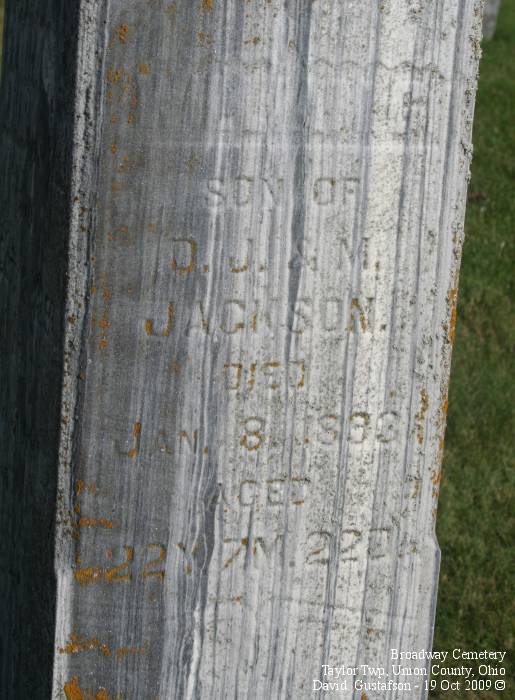 SON OF
D. J. & M.
JACKSON.
DIED
JAN. 8,
AGED
22Y. 7M. 22D.
Broadway Cemetery
Taylor Twp, Union County, Ohio
David Gustafson - 19 Oct 2009 ©